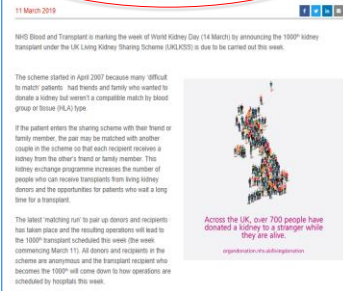 11 March 2019
NHS Blood and Transplant is marking the week of World Kidney Day (14 March) by announcing the 1000th kidney
transplant under the UK Living Kidney Sharing Scheme (UKLKSS) is due to be carried out this week.
The scheme started in April 2007 because many 'difficult
to match' patients had friends and family who wanted to
donate a kidney but weren't a compatible match by blood
group or tissue (HLA) type.
If the patient enters the sharing scheme with their friend or
family member, the pair may be matched with another
couple in the scheme so that each recipient receives a
kidney from the other's friend or family member. This
kidney exchange programme increases the number of
people who can receive transplants from living kidney
donors and the opportunities for patients who wait a long
time for a transplant.
The latest 'matching run' to pair up donors and recipients
has taken place and the resulting operations will lead to
the 1000th transplant scheduled this week (the week
commencing March 11). All donors and recipients in the
scheme are anonymous and the transplant recipient who
becomes the 1000th will come down to how operations are
scheduled by hospitals this week.
Across the UK, over 700 people have
donated a kidney to a stranger while
they are alive.
organdonation.nhs.uk/livingdonation